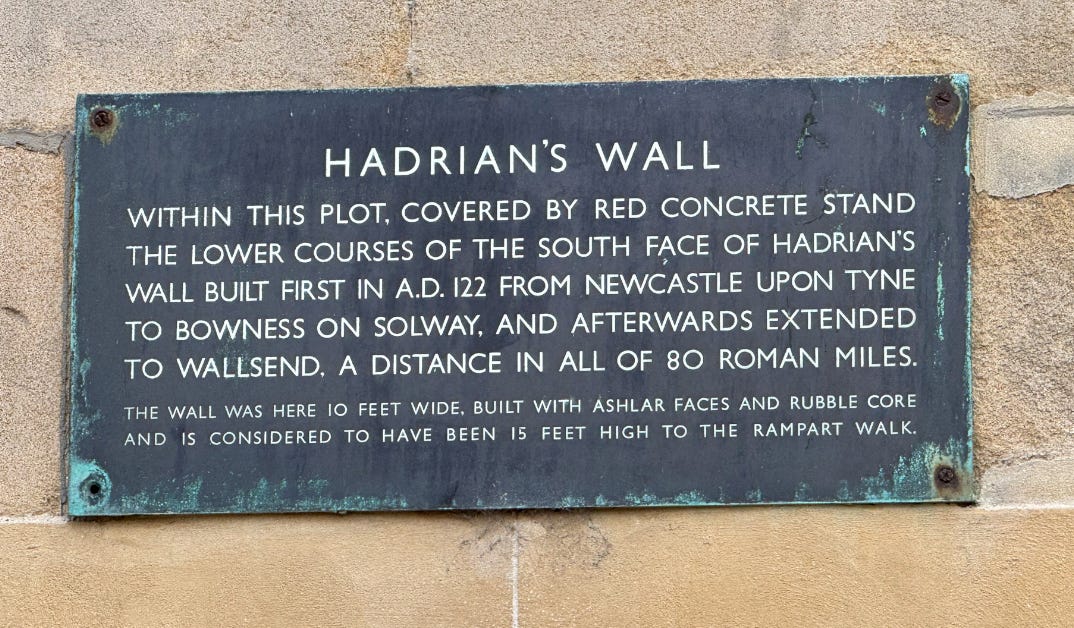 HADRIAN'S WALL
WITHIN THIS PLOT, COVERED BY RED CONCRETE STAND
THE LOWER COURSES OF THE SOUTH FACE OF HADRIAN'S
WALL BUILT FIRST IN A.D. 122 FROM NEWCASTLE UPON TYNE
TO BOWNESS ON SOLWAY, AND AFTERWARDS EXTENDED
TO WALLSEND, A DISTANCE IN ALL OF 80 ROMAN MILES.
THE WALL WAS HERE 10 FEET WIDE, BUILT WITH ASHLAR FACES AND RUBBLE CORE
AND IS CONSIDERED TO HAVE BEEN 15 FEET HIGH TO THE RAMPART WALK.